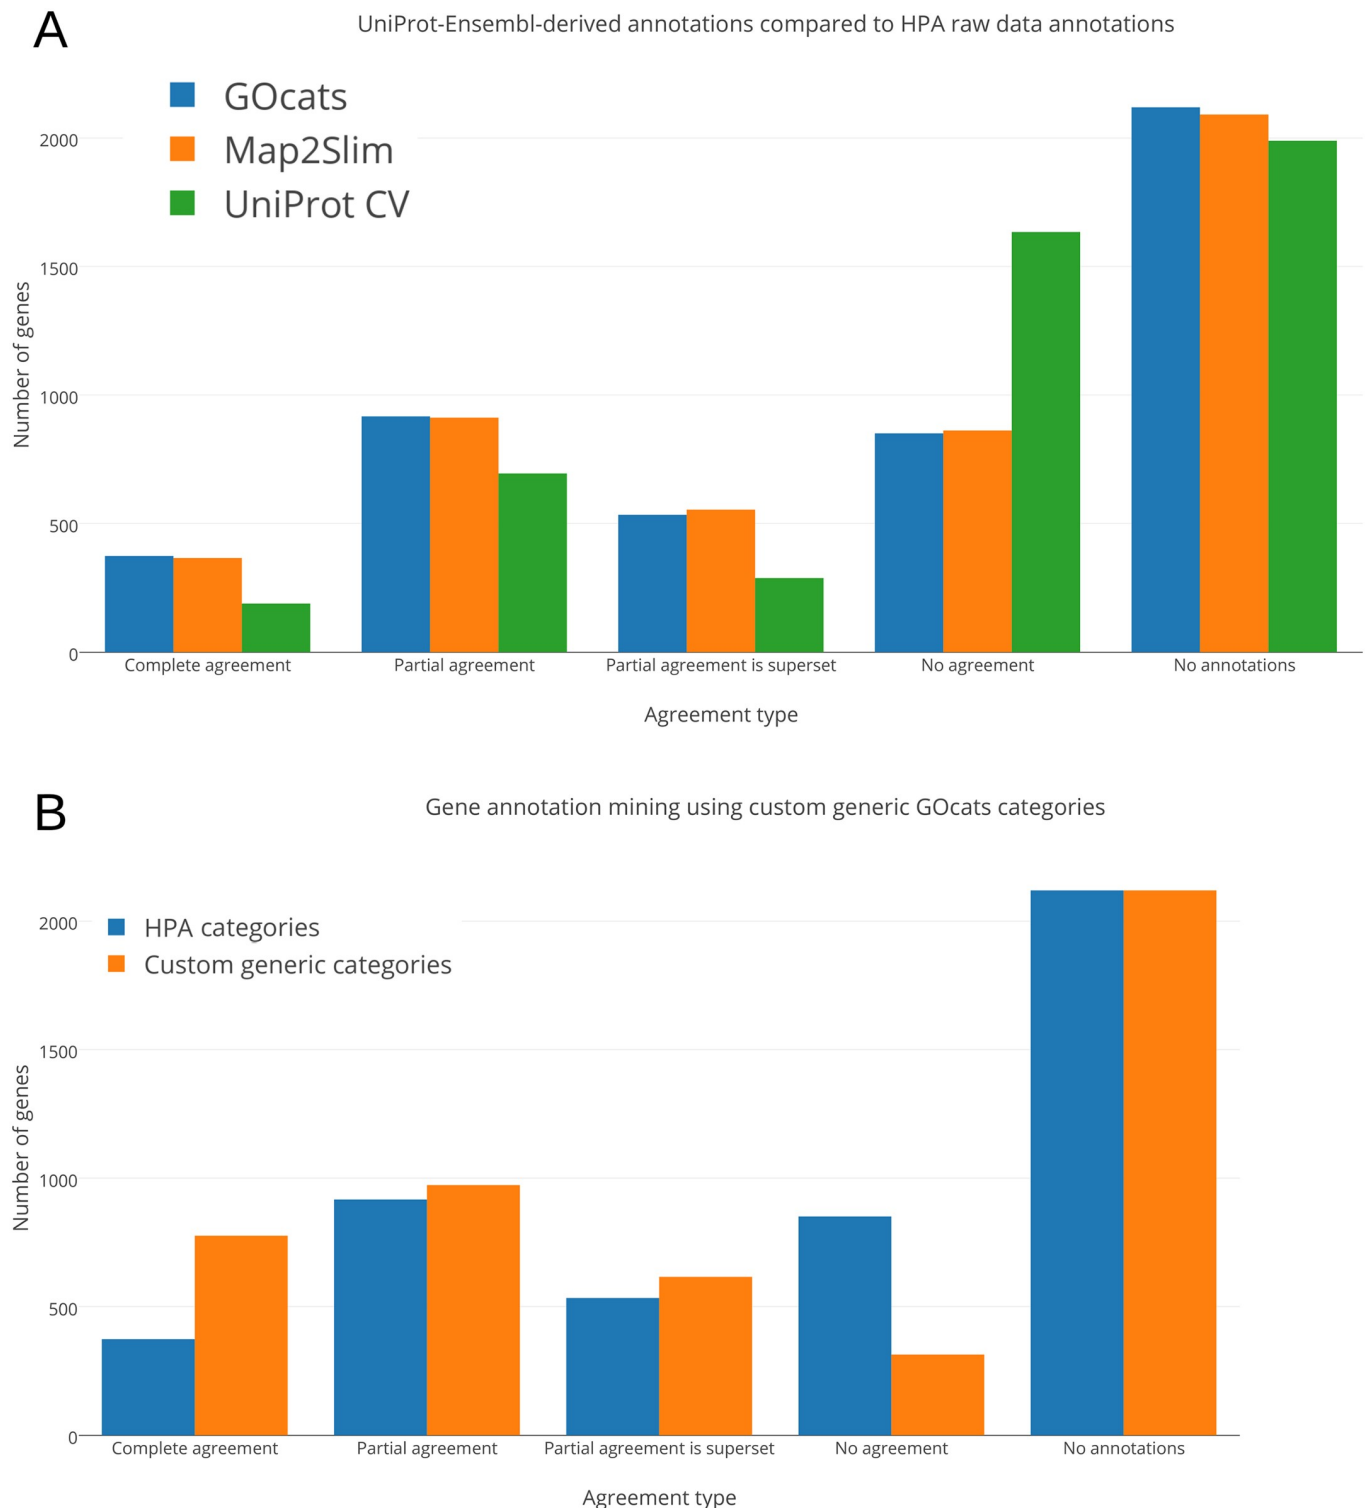 A
UniProt-Ensembl-derived annotations compared to HPA raw data annotations
GOcats
Map2Slim
UniProt CV
2000
1500
1000
500
0
Number of genes
Complete agreement
Partial agreement
Partial agreement is superset
No agreement
No annotations
Agreement type
B
Gene annotation mining using custom generic GOcats categories
HPA categories
Custom generic categories
2000
1500
1000
500
0
Number of genes
Complete agreement
Partial agreement
Partial agreement is superset
No agreement
No annotations
Agreement type